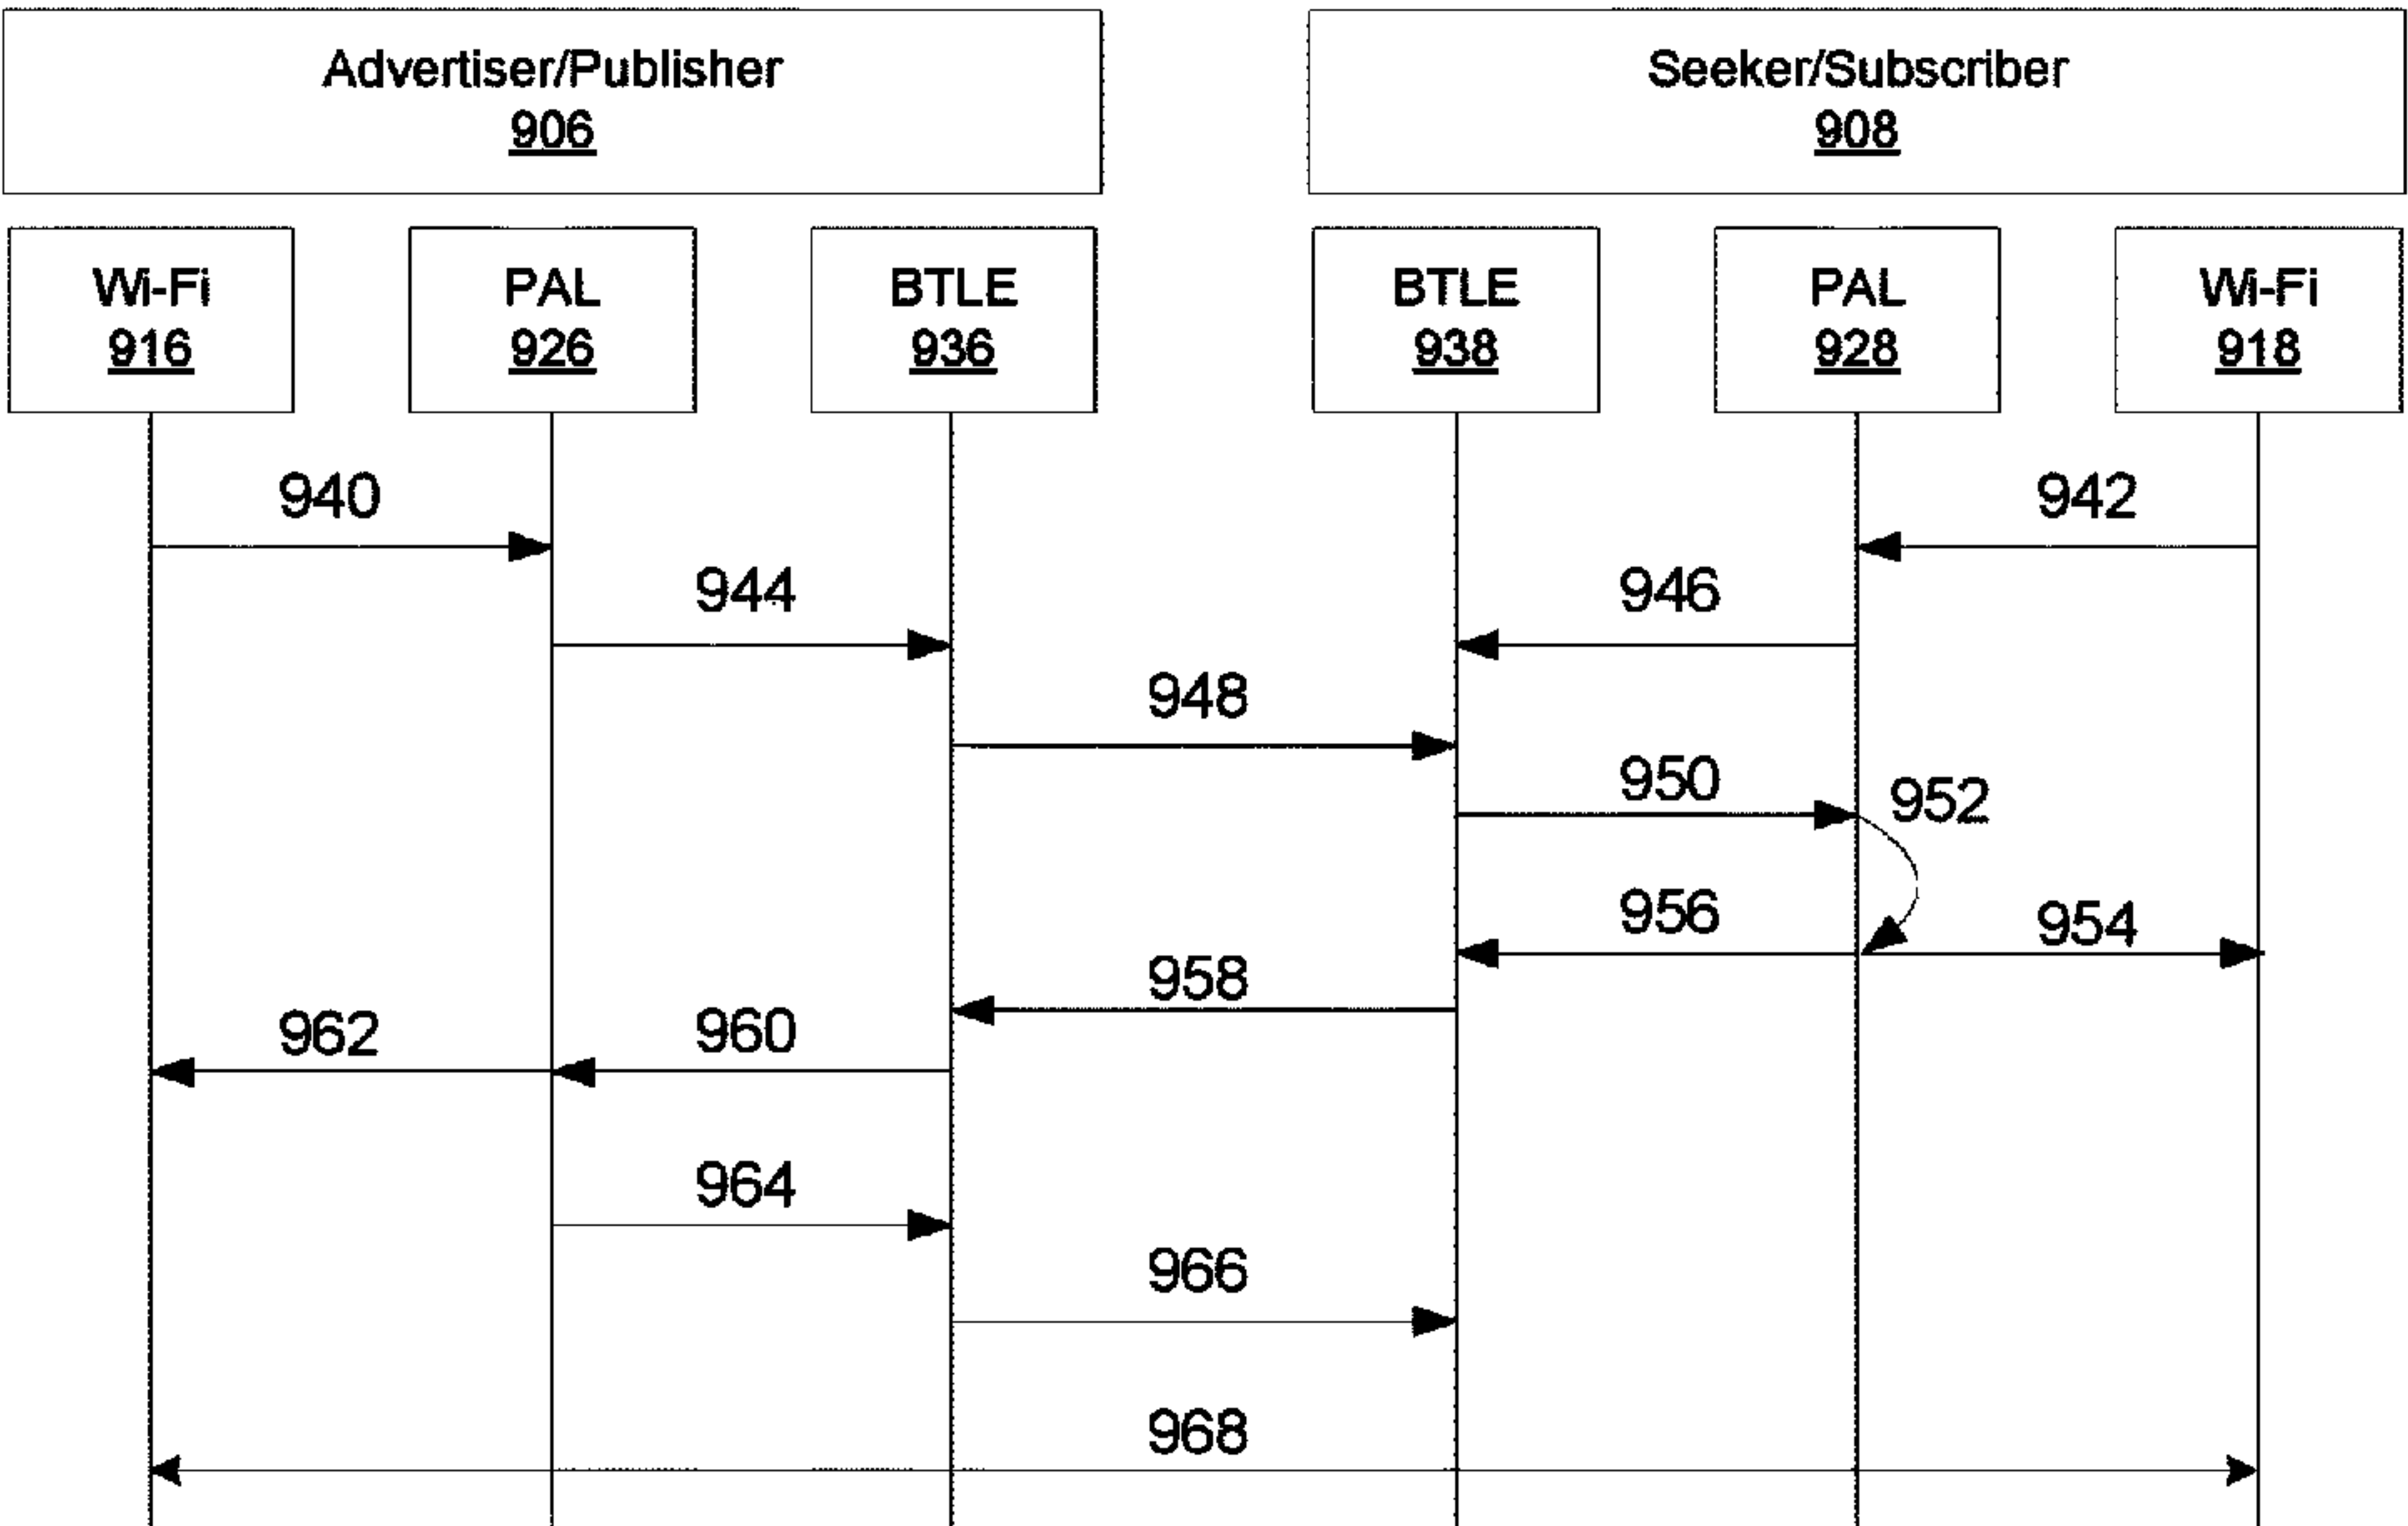 Advertiser/Publisher
906
Seeker/Subscriber
908
Wi-Fi
916
PAL
926
BTLE
936
BTLE
938
PAL
928
Wi-Fi
918
940
942
944
946
948
950
952
956
954
958
962
960
964
966
968